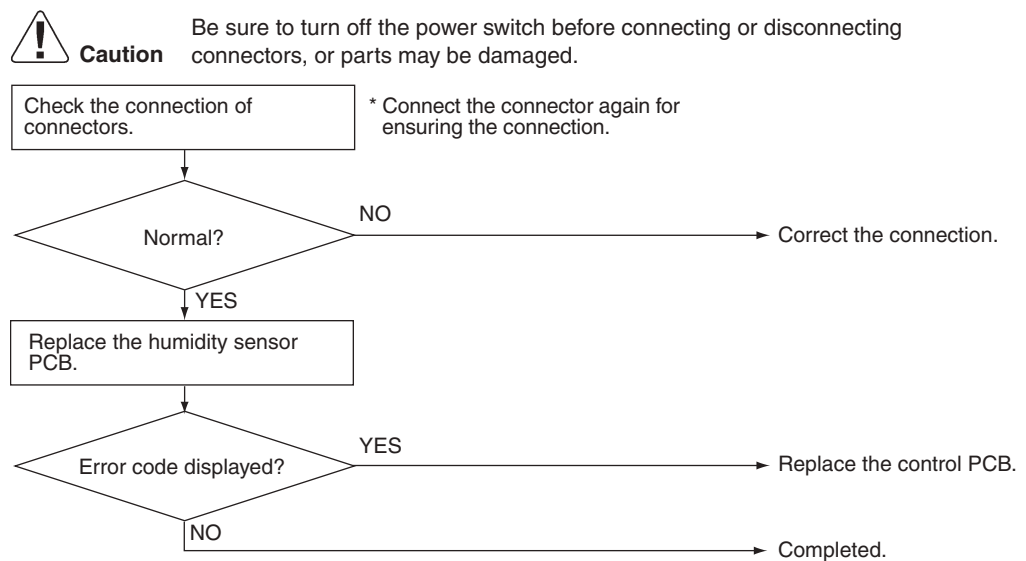 Be sure to turn off the power switch before connecting or disconnecting
Caution connectors, or parts may be damaged.
Check the connection of
connectors.
* Connect the connector again for
ensuring the connection.
Normal?
NO
Correct the connection.
YES
Replace the humidity sensor
PCB.
Error code displayed?
YES
Replace the control PCB.
NO
Completed.